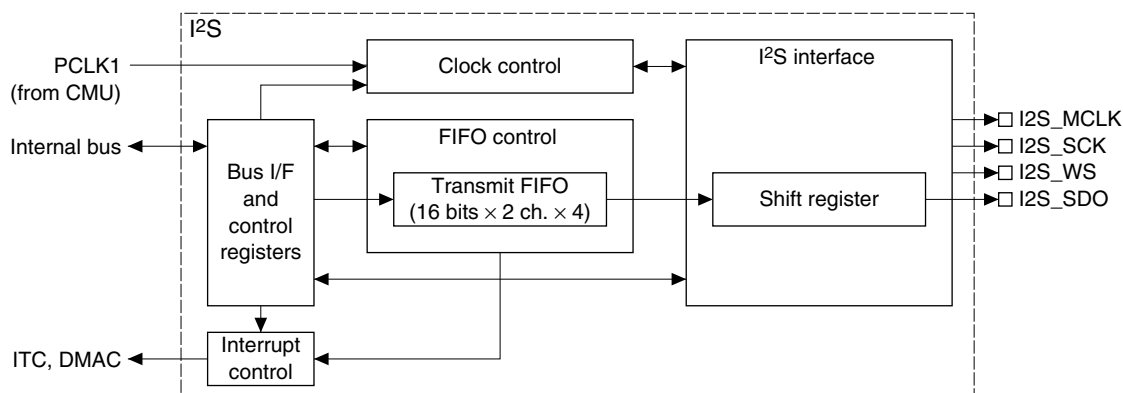 I²S
PCLK1
(from CMU)
Clock control
I²S interface
Internal bus
Bus I/F
and
control
registers
FIFO control
Transmit FIFO
(16 bits × 2 ch. × 4)
Shift register
I2S_MCLK
I2S_SCK
I2S_WS
I2S_SDO
ITC, DMAC
Interrupt
control